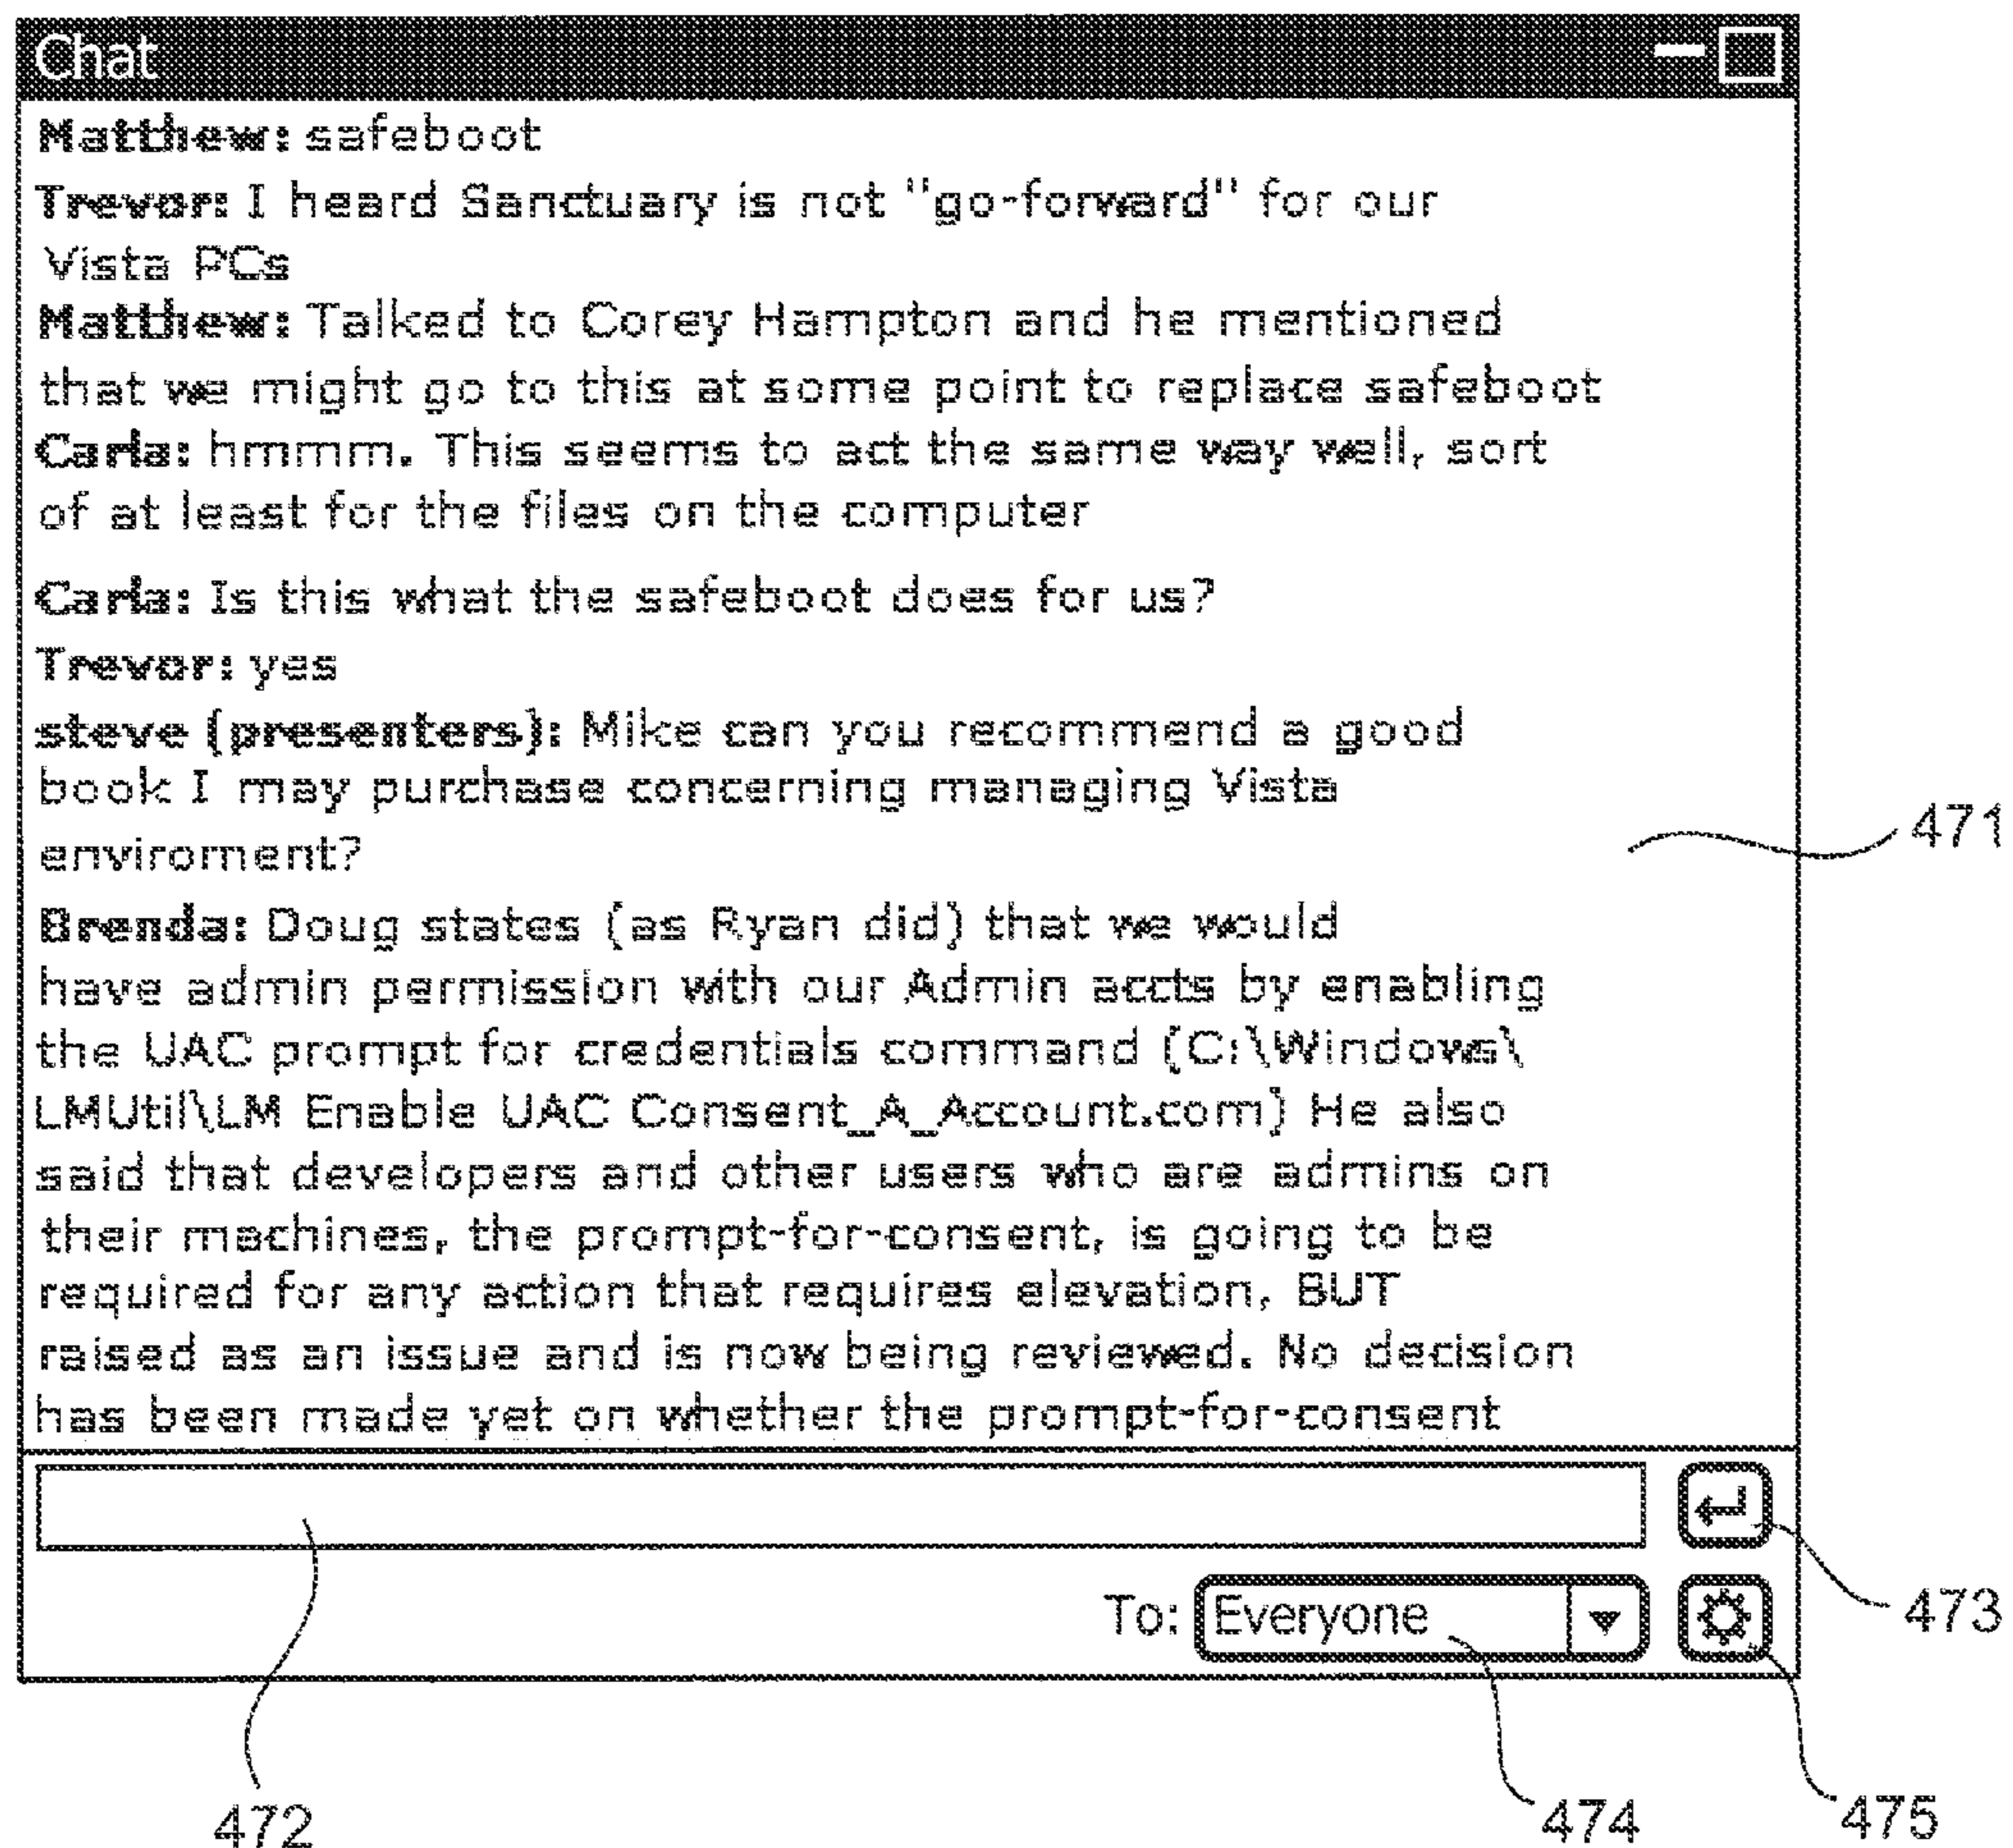 Chat
Matthew: safeboot
Trevor: I heard Sanctuary is not "go-forward" for our
Vista PCs
Matthew: Talked to Corey Hampton and he mentioned
that we might go to this at some point to replace safeboot
Carla: hmmm. This seems to act the same way well, sort
of at least for the files on the computer
Carla: Is this what the safeboot does for us?
Trevor: yes
steve (presenters): Mike can you recommend a good
book I may purchase concerning managing Vista
enviroment?
471
Brenda: Doug states (as Ryan did) that we would
have admin permission with our Admin accts by enabling
the UAC prompt for credentials command (C:\Windows\
LMUtil\LM Enable UAC Consent_A_Account.com) He also
said that developers and other users who are admins on
their machines, the prompt-for-consent, is going to be
required for any action that requires elevation, BUT
raised as an issue and is now being reviewed. No decision
has been made yet on whether the prompt-for-consent
To: Everyone
473
472
474
475